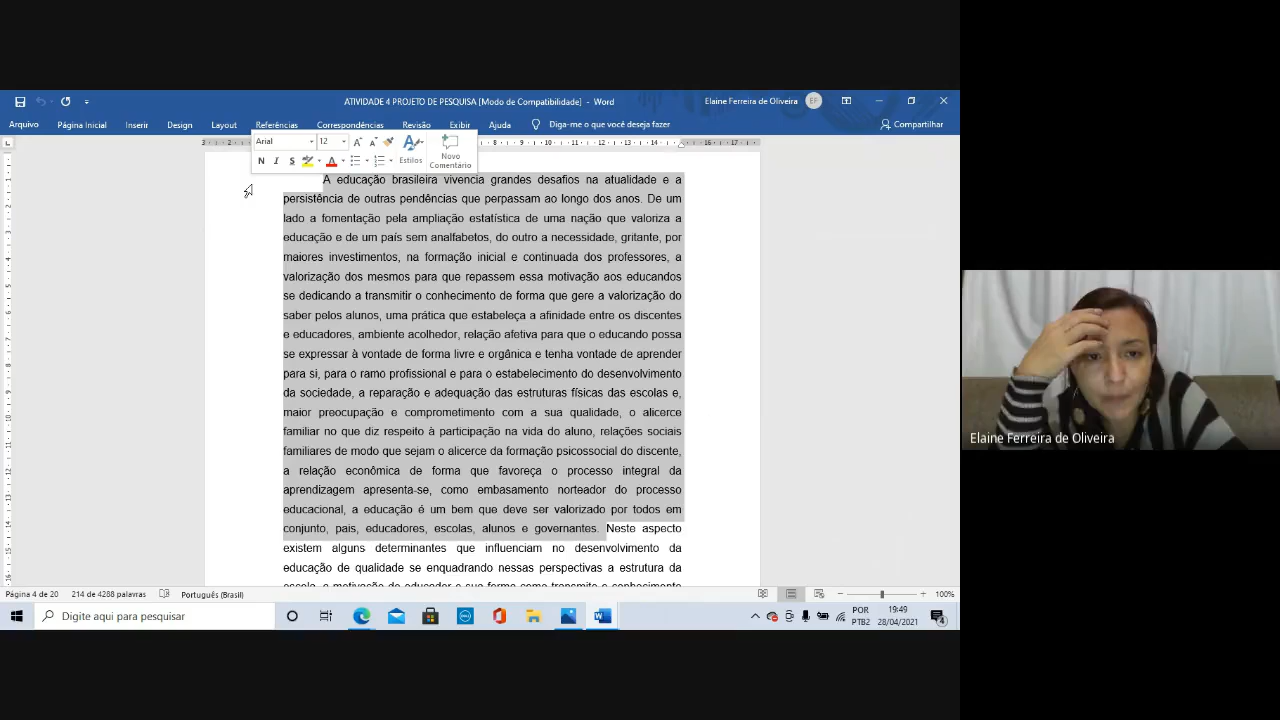 ATIVIDADE 4 PROJETO DE PESQUISA [Modo de Compatibilidade] - Word
Elaine Ferreira de Oliveira
EP
Arquivo
Página Inicial
Inserir
Design
Layout
Referências
Correspondências
Revisão
Exibir
Ajuda
Diga-me o que você deseja fazer
Compartilhar
Arial
12
Novo
Comentário
N I S
Estilos
A educação brasileira vivencia grandes desafios na atualidade e a
persistência de outras pendências que perpassam ao longo dos anos. De um
lado a fomentação pela ampliação estatística de uma nação que valoriza a
educação e de um país sem analfabetos, do outro a necessidade, gritante, por
maiores investimentos, na formação inicial e continuada dos professores, a
valorização dos mesmos para que repassem essa motivação aos educandos
se dedicando a transmitir o conhecimento de forma que gere a valorização do
saber pelos alunos, uma prática que estabeleça a afinidade entre os discentes
e educadores, ambiente acolhedor, relação afetiva para que o educando possa
se expressar à vontade de forma livre e orgânica e tenha vontade de aprender
para si, para o ramo profissional e para o estabelecimento do desenvolvimento
da sociedade, a reparação e adequação das estruturas físicas das escolas e,
maior preocupação e comprometimento com a sua qualidade, o alicerce
familiar no que diz respeito à participação na vida do aluno, relações sociais
familiares de modo que sejam o alicerce da formação psicossocial do discente,
a relação econômica de forma que favoreça o processo integral da
aprendizagem apresenta-se, como embasamento norteador do processo
educacional, a educação é um bem que deve ser valorizado por todos em
conjunto, pais, educadores, escolas, alunos e governantes. Neste aspecto
existem alguns determinantes que influenciam no desenvolvimento da
educação de qualidade se enquadrando nessas perspectivas a estrutura da
escola, a motivação do educador e sua forma como transmite o conhecimento
Elaine Ferreira de Oliveira
Página 4 de 20
214 de 4288 palavras
Português (Brasil)
100%
Digite aqui para pesquisar
POR
PTB2
19:49
28/04/2021
4